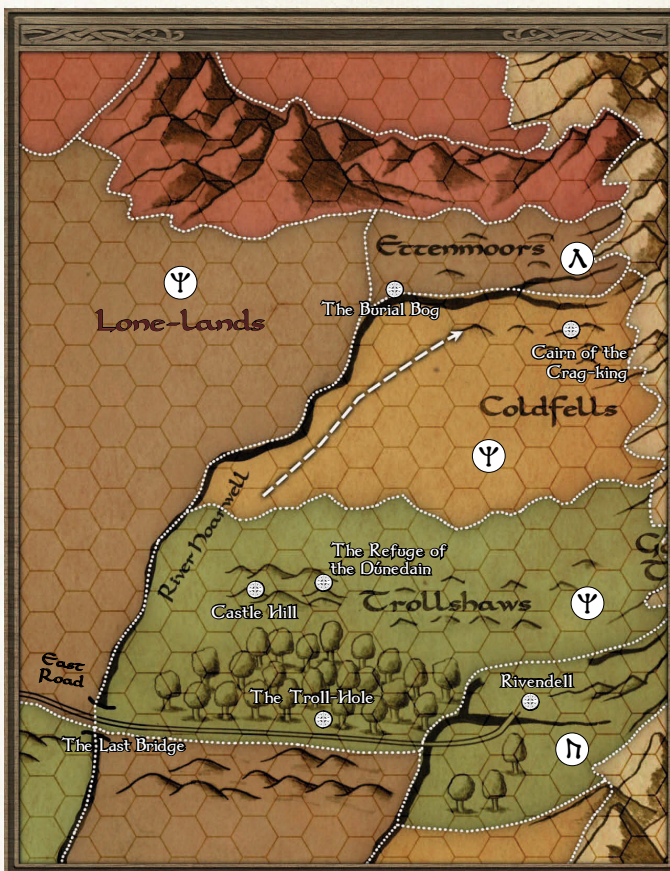 Ettenmoors
Lone-lands
The Burial Bog
Cairn of the
Crag-king
Coldfells
River Hoarwell
The Refuge of
the Dúnedain
Castle Hill
Trollshaws
East
Road
The Troll-Hole
Rivendell
The Last Bridge